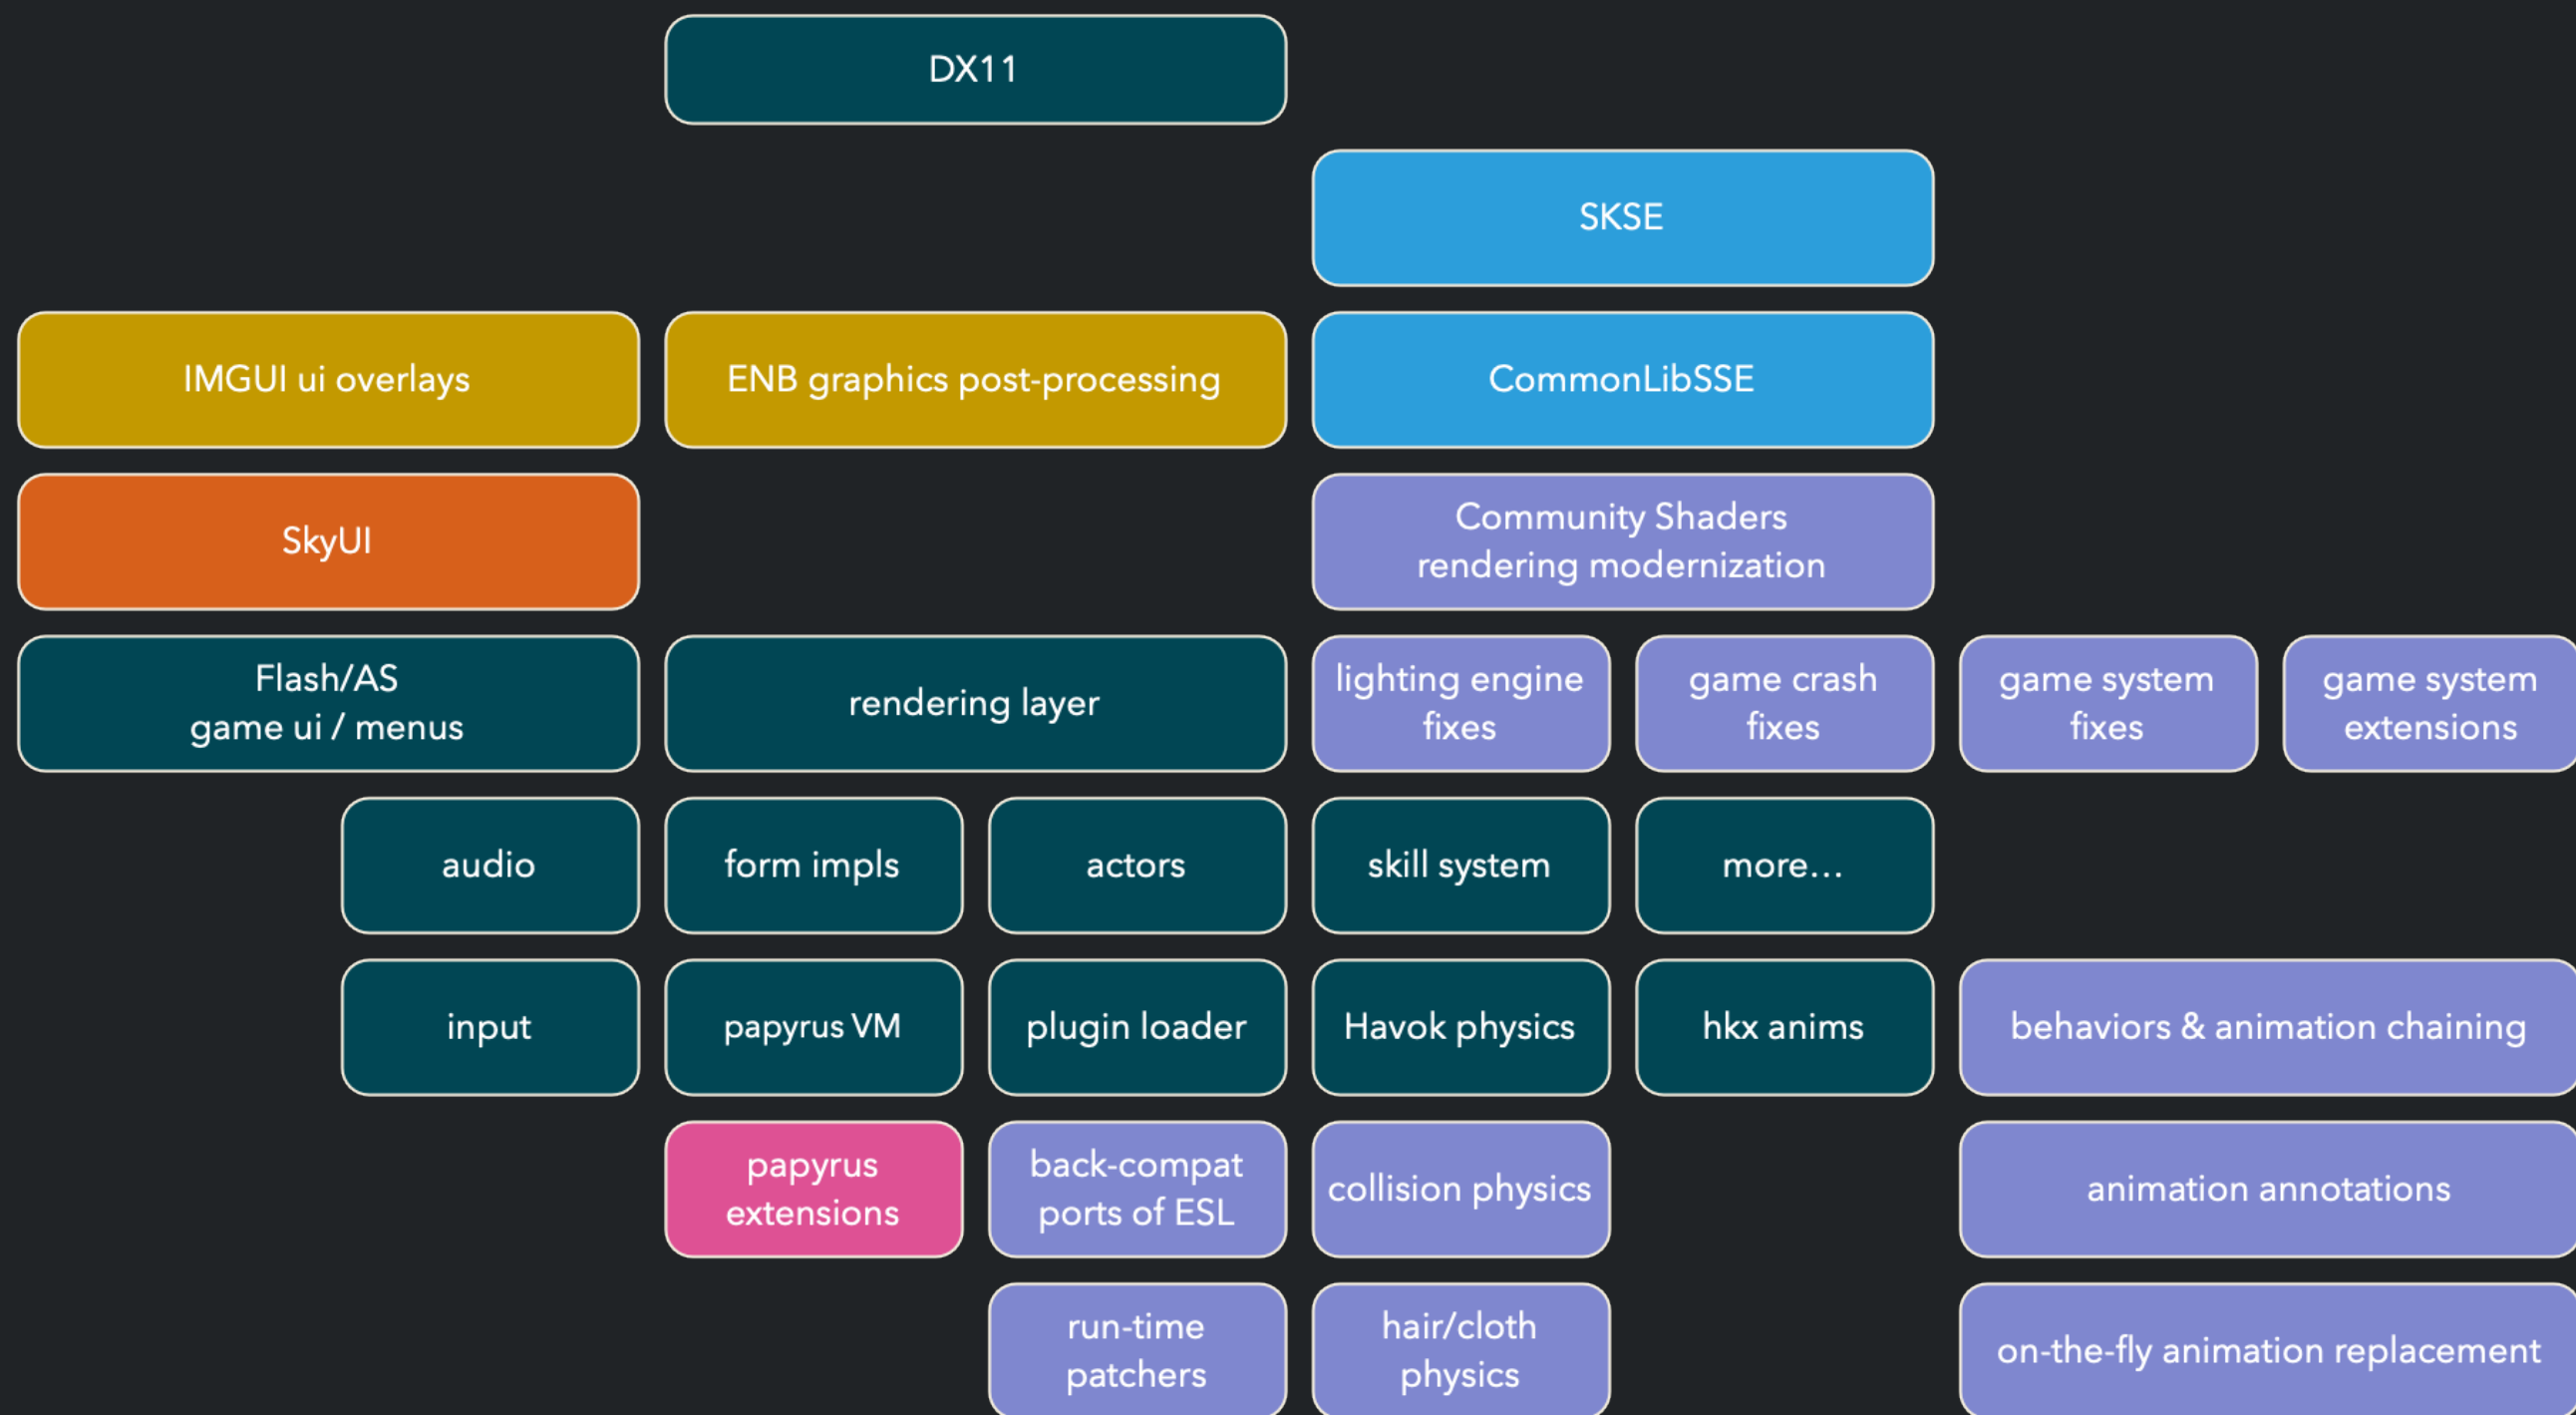 DX11
SKSE
IMGUI ui overlays
ENB graphics post-processing
CommonLibSSE
SkyUI
Community Shaders
rendering modernization
Flash/AS
game ui / menus
rendering layer
lighting engine
fixes
game crash
fixes
game system
fixes
game system
extensions
audio
form impls
actors
skill system
more…
input
papyrus VM
plugin loader
Havok physics
hkx anims
behaviors & animation chaining
papyrus
extensions
back-compat
ports of ESL
collision physics
animation annotations
run-time
patchers
hair/cloth
physics
on-the-fly animation replacement